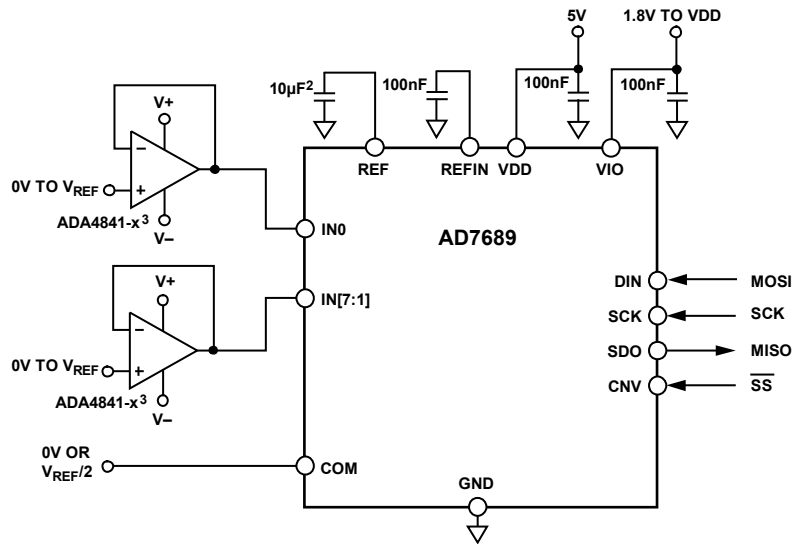 5V
1.8V TO VDD
10µF2
100nF
100nF
100nF
V+
REF
REFIN
VDD
VIO
−
+
0V TO VREF
ADA4841-x3
V−
IN0
AD7689
V+
IN[7:1]
DIN
MOSI
SCK
SCK
−
+
0V TO VREF
SDO
MISO
ADA4841-x3
V−
CNV
SS
0V OR
VREF/2
COM
GND